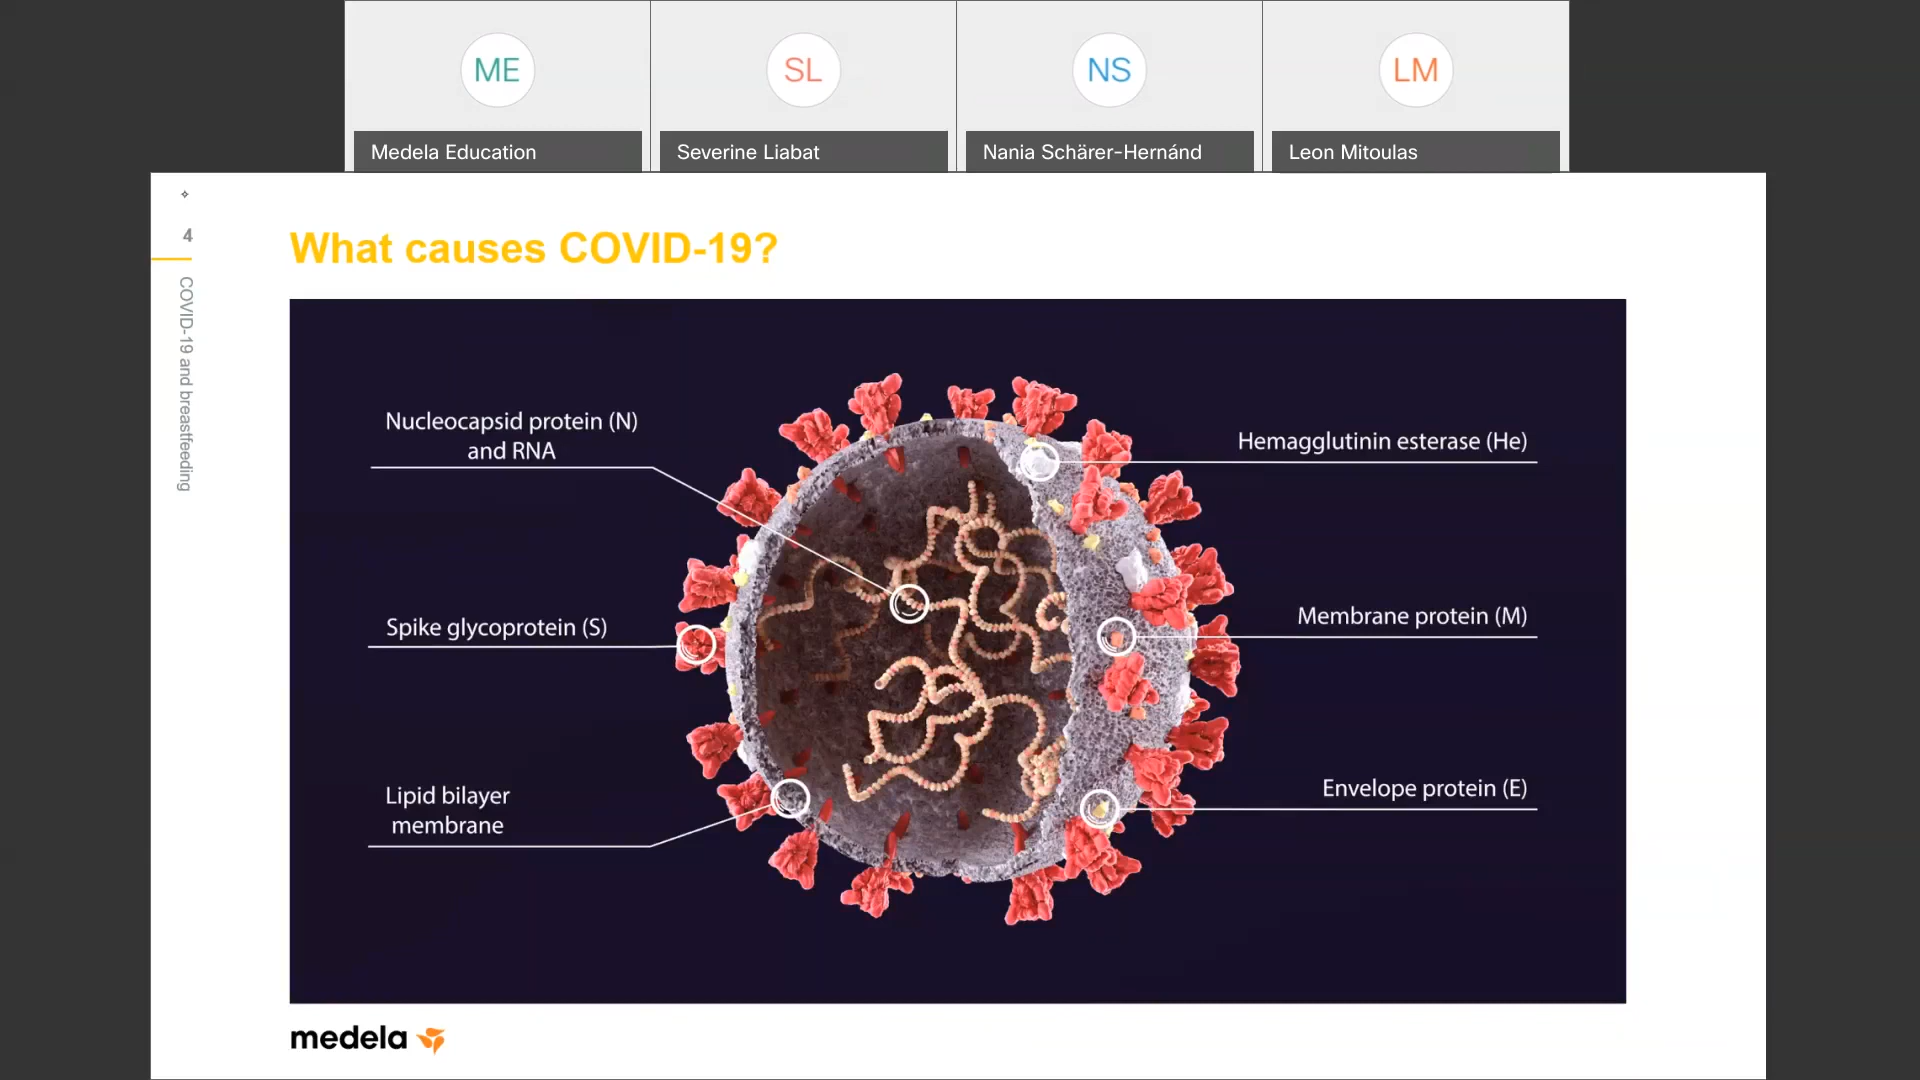 ME
SL
NS
LM
Medela Education
Severine Liabat
Nania Schärer-Hernánd
Leon Mitoulas
4
COVID-19 and breastfeeding
What causes COVID-19?
Nucleocapsid protein (N)
and RNA
Spike glycoprotein (S)
Lipid bilayer
membrane
Hemagglutinin esterase (He)
Membrane protein (M)
Envelope protein (E)
medela